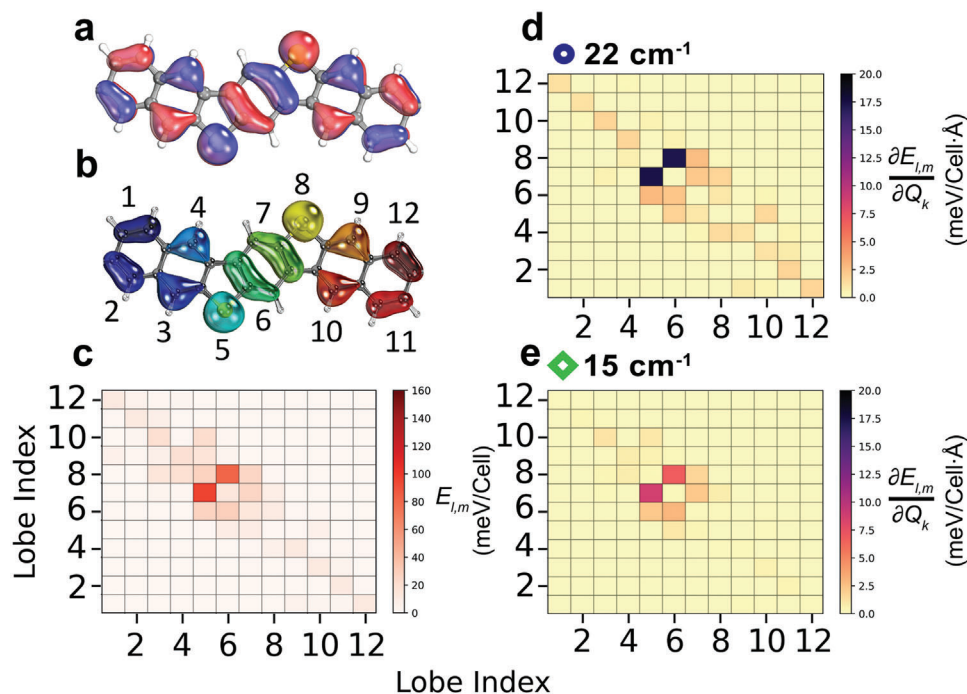 a
b
1
4
7
8
9
12
2
3
5
6
10
11
c
12
10
8
6
4
2
2 4 6 8 10 12
Lobe Index
160
140
120
100
80
60
40
20
0
E_{l,m}
(meV/Cell)
d
22 cm⁻¹
12
10
8
6
4
2
2 4 6 8 10 12
20.0
17.5
15.0
12.5
10.0
7.5
5.0
2.5
0.0
∂E_{l,m}
∂Q_k
(meV/Cell·Å)
e
15 cm⁻¹
12
10
8
6
4
2
2 4 6 8 10 12
20.0
17.5
15.0
12.5
10.0
7.5
5.0
2.5
0.0
∂E_{l,m}
∂Q_k
(meV/Cell·Å)
Lobe Index